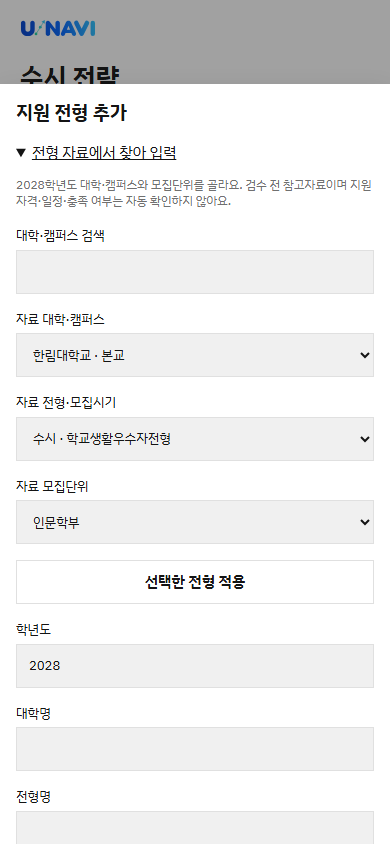 UNAVI
수시 전략
지원 전형 추가
▼ 전형 자료에서 찾아 입력
2028학년도 대학·캠퍼스와 모집단위를 골라요. 검수 전 참고자료이며 지원
자격·일정·충족 여부는 자동 확인하지 않아요.
대학·캠퍼스 검색
자료 대학·캠퍼스
한림대학교 · 본교
자료 전형·모집시기
수시 · 학교생활우수자전형
자료 모집단위
인문학부
선택한 전형 적용
학년도
2028
대학명
전형명